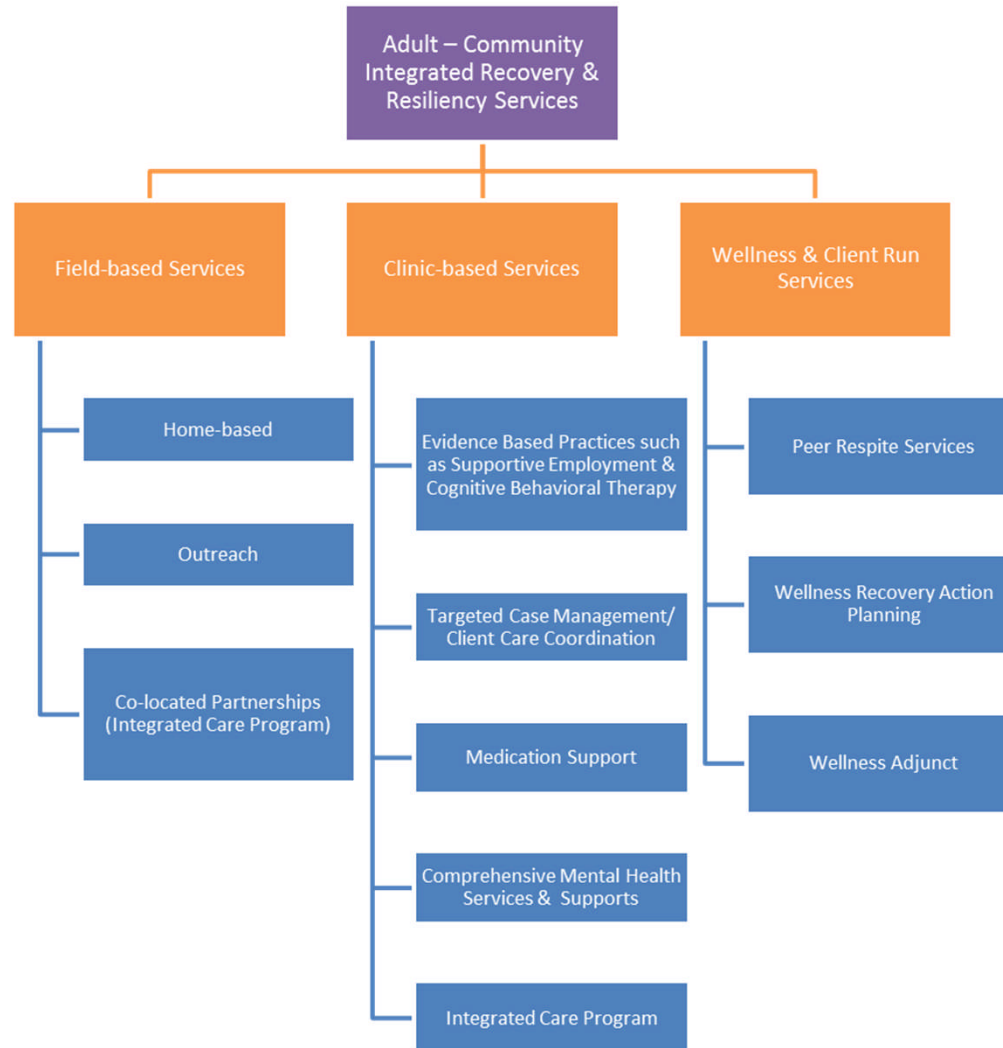 Adult – Community
Integrated Recovery &
Resiliency Services
Field-based Services
Home-based
Outreach
Co-located Partnerships
(Integrated Care Program)
Clinic-based Services
Evidence Based Practices such
as Supportive Employment &
Cognitive Behavioral Therapy
Targeted Case Management/
Client Care Coordination
Medication Support
Comprehensive Mental Health
Services & Supports
Integrated Care Program
Wellness & Client Run
Services
Peer Respite Services
Wellness Recovery Action
Planning
Wellness Adjunct